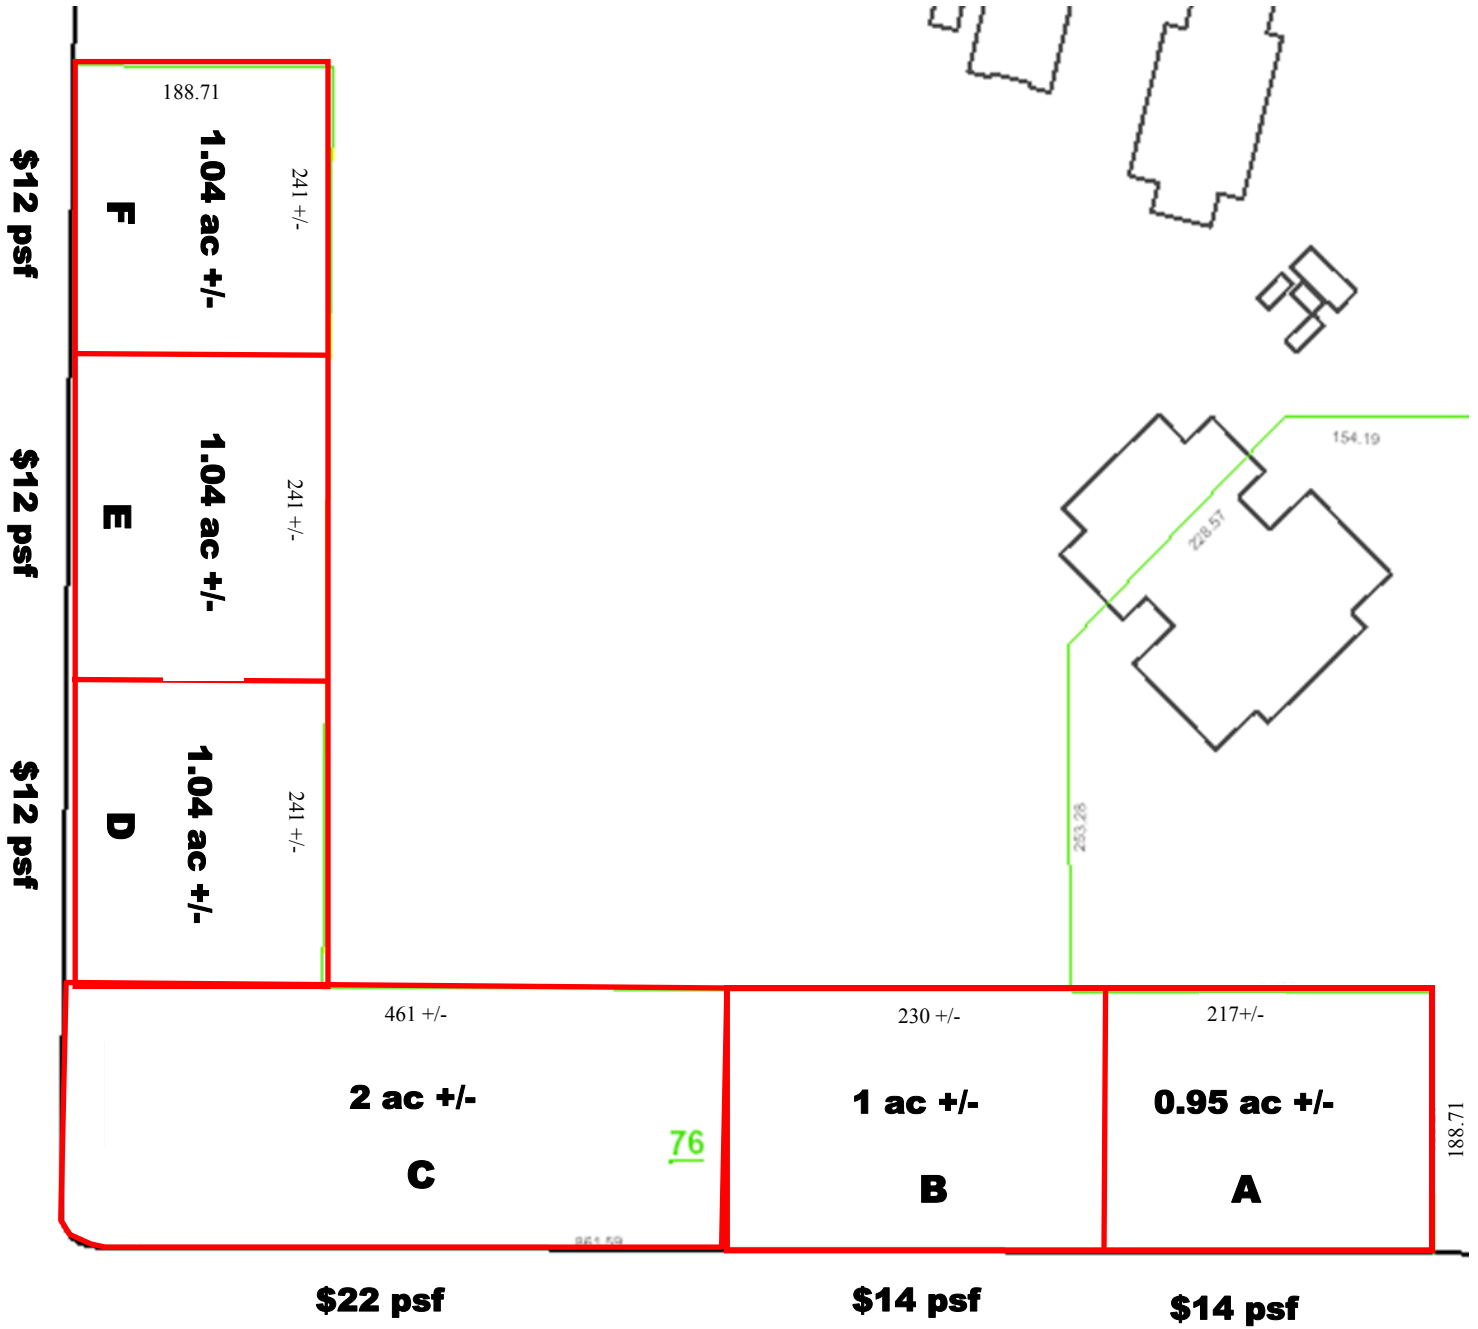 188.71
1.04 ac +/-
241 +/-
F
$12 psf
1.04 ac +/-
241 +/-
E
$12 psf
1.04 ac +/-
241 +/-
D
$12 psf
154.19
228.57
253.28
461 +/-
230 +/-
217+/-
2 ac +/-
1 ac +/-
0.95 ac +/-
188.71
76
C
B
A
861.59
$22 psf
$14 psf
$14 psf